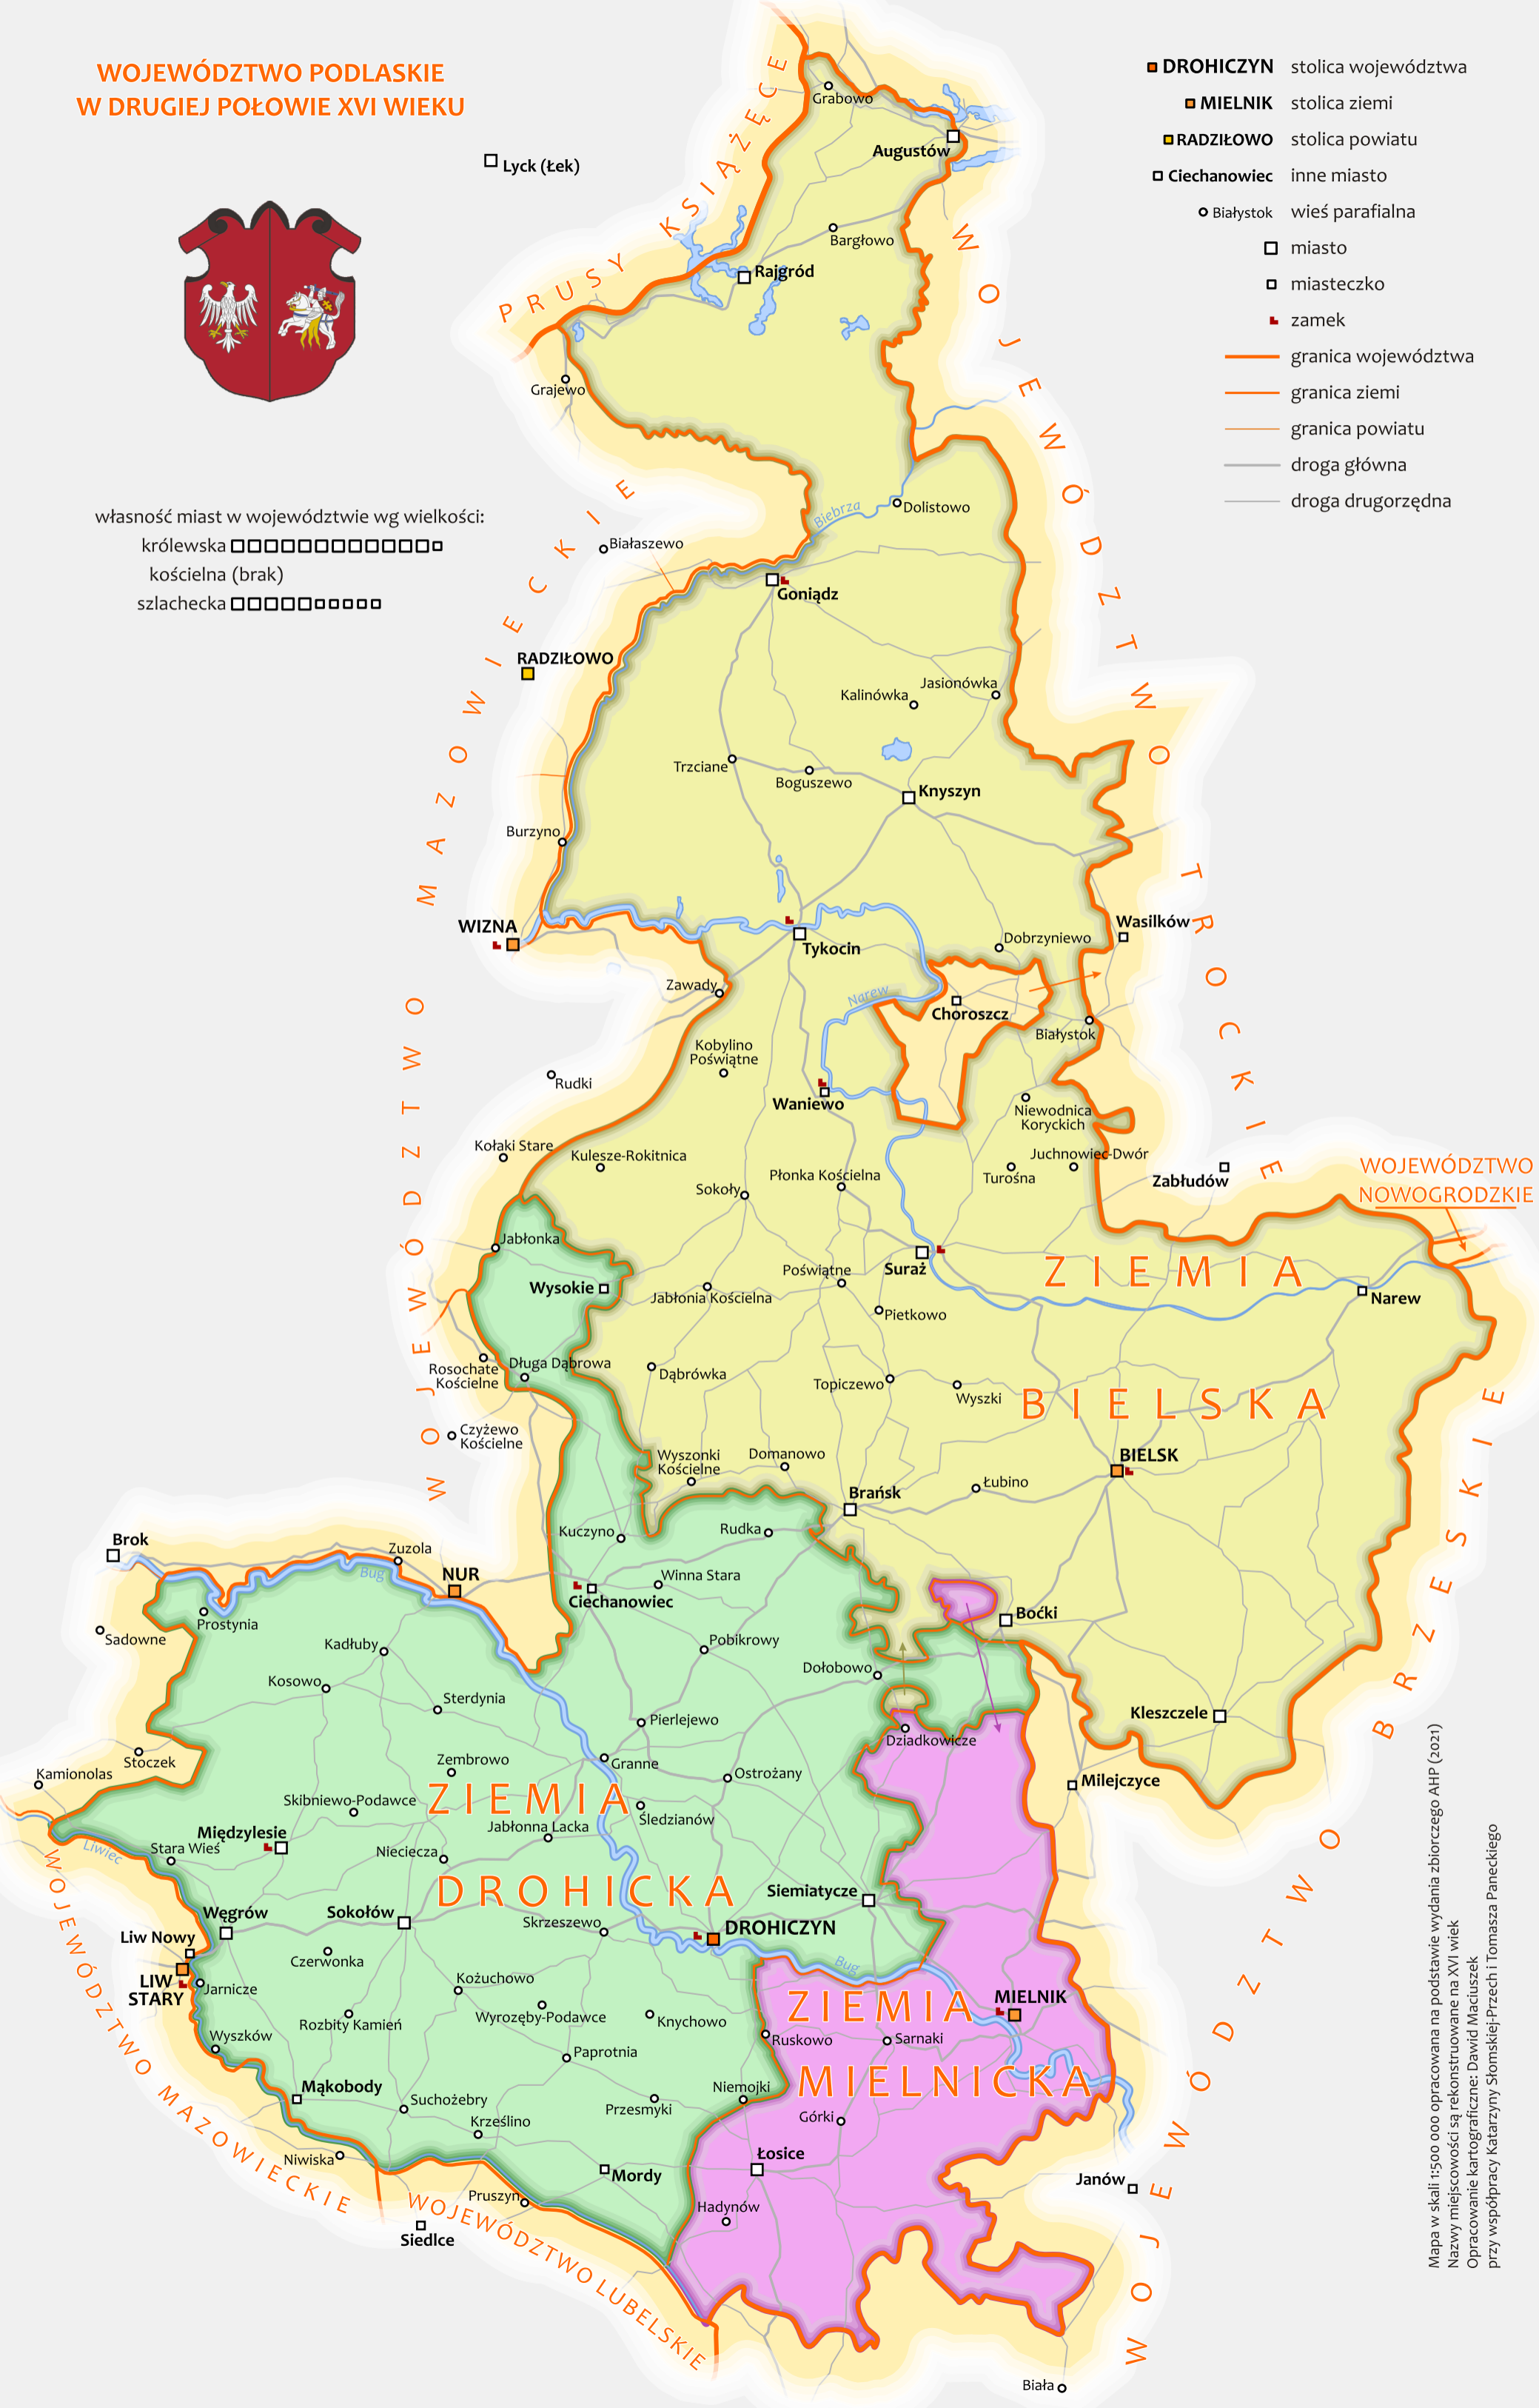 WOJEWÓDZTWO PODLASKIE
W DRUGIEJ POŁOWIE XVI WIEKU
DROHICZYN stolica województwa
MIELNIK stolica ziemi
RADZIŁOWO stolica powiatu
Ciechanowiec inne miasto
Białystok wieś parafialna
miasto
miasteczko
zamek
granica województwa
granica ziemi
granica powiatu
droga główna
droga drugorzędna
własność miast w województwie wg wielkości:
królewska
kościelna (brak)
szlachecka
PRUSY KSIĄŻĘCE
WOJEWÓDZTWO TROCKIE
WOJEWÓDZTWO MAZOWIECKIE
WOJEWÓDZTWO
NOWOGRODZKIE
WOJEWÓDZTWO BRZESKIE
WOJEWÓDZTWO MAZOWIECKIE
WOJEWÓDZTWO LUBELSKIE
Grabowo
Augustów
Lyck (Łek)
Bargłowo
Rajgród
Grajewo
Biebrza
Dolistowo
Białaszewo
Goniądz
RADZIŁOWO
Kalinówka
Jasionówka
Trzciane
Boguszewo
Knyszyn
Burzyno
WIZNA
Tykocin
Dobrzyniewo
Wasilków
Zawady
Narew
Choroszcz
Białystok
Kobylino
Poświątne
Rudki
Waniewo
Niewodnica
Koryckich
Kołaki Stare
Kulesze-Rokitnica
Juchnowiec-Dwór
Turośna
Zabłudów
Płonka Kościelna
Sokoły
Jabłonka
Suraż
ZIEMIA
BIELSKA
Wysokie
Jabłonia Kościelna
Poświątne
Pietkowo
Narew
Rosochate
Kościelne
Długa Dąbrowa
Dąbrówka
Topiczewo
Wyszki
Czyżewo
Kościelne
Wyszonki
Kościelne
Domanowo
BIELSK
Łubino
Brańsk
Brok
Zuzola
Bug
NUR
Kuczyno
Rudka
Winna Stara
Ciechanowiec
Boćki
Prostynia
Sadowne
Kadłuby
Pobikrowy
Dołobowo
Kosowo
Sterdynia
Pierlejewo
Kleszczele
Dziadkowicze
Stoczek
Kamionolas
Zembrowo
Granne
Ostrożany
Milejczyce
ZIEMIA
DROHICKA
Skibniewo-Podawce
Śledzianów
Jabłonna Lacka
Międzylesie
Liwiec
Stara Wieś
Nieciecza
Siemiatycze
Węgrów
Sokołów
Skrzeszewo
DROHICZYN
Liw Nowy
Czerwonka
LIW
STARY
Jarnicze
Kożuchowo
Bug
ZIEMIA
MIELNICKA
MIELNIK
Rozbity Kamień
Wyrozęby-Podawce
Knychowo
Wyszków
Ruskowo
Sarnaki
Paprotnia
Mąkobody
Suchożebry
Przesmyki
Niemojki
Krześlino
Górki
Niwiska
Mordy
Łosice
Janów
Pruszyn
Siedlce
Hadynów
Biała
Mapa w skali 1:500 000 opracowana na podstawie wydania zbiorczego AHP (2021)
Nazwy miejscowości są rekonstruowane na XVI wiek
Opracowanie kartograficzne: Dawid Maciuszek
przy współpracy Katarzyny Słomskiej-Przech i Tomasza Paneckiego